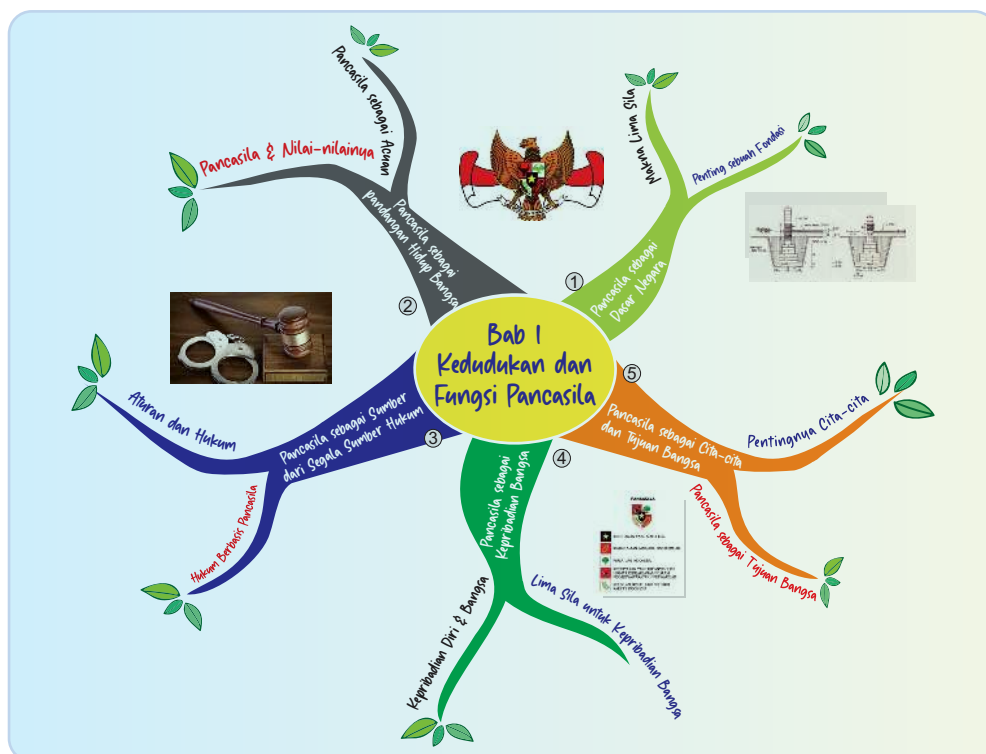 Bab 1
Kedudukan dan
Fungsi Pancasila
1
Pancasila sebagai
Dasar Negara
Makna Lima Sila
Penting sebuah Fondasi
2
Pancasila sebagai
pandangan Hidup Bangsa
Pancasila sebagai Acuan
Pancasila & Nilai-nilainya
3
Pancasila sebagai Sumber
dari Segala Sumber Hukum
Aturan dan Hukum
Hukum Berbasis Pancasila
4
Pancasila sebagai
Kepribadian Bangsa
Kepribadian Diri & Bangsa
Lima Sila untuk Kepribadian Bangsa
5
Pancasila sebagai Cita-cita
dan Tujuan Bangsa
Pentingnya Cita-cita
Pancasila sebagai Tujuan Bangsa